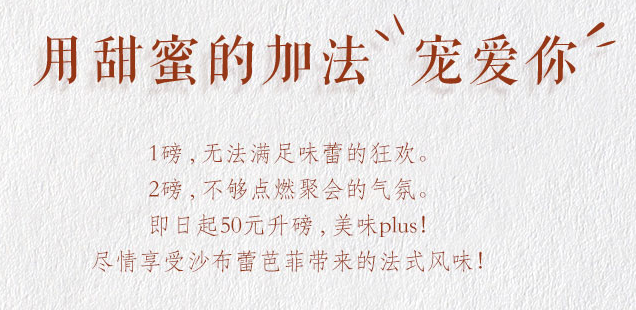 用甜蜜的加法 宠爱你
1磅，无法满足味蕾的狂欢。
2磅，不够点燃聚会的气氛。
即日起50元升磅，美味plus！
尽情享受沙布蕾芭菲带来的法式风味！